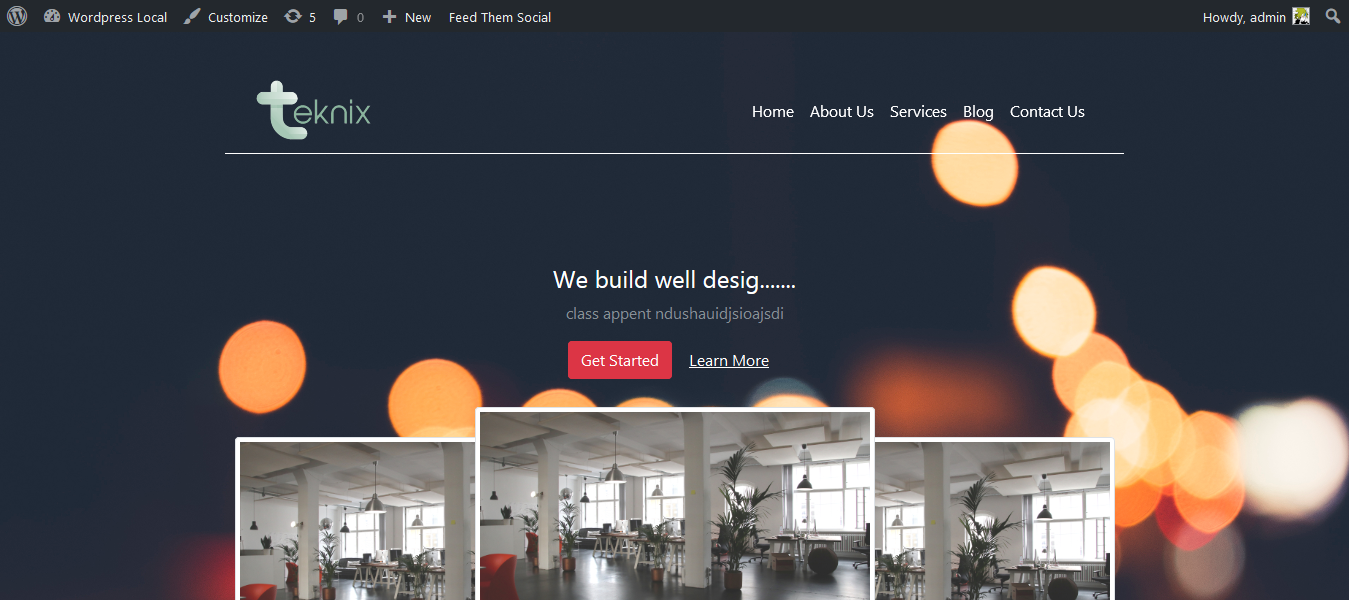 Wordpress Local Customize 5 0 New Feed Them Social Howdy, admin
teknix
Home About Us Services Blog Contact Us
We build well desig.......
class appent ndushauidjsioajsdi
Get Started Learn More